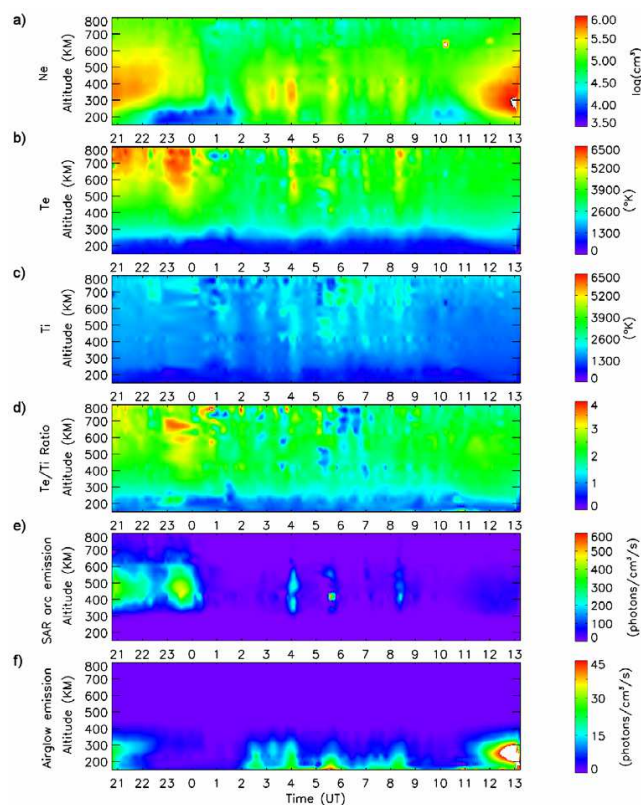 a)
Ne
Altitude (KM)
800
700
600
500
400
300
200
21 22 23 0 1 2 3 4 5 6 7 8 9 10 11 12 13
6.00
5.50
5.00
4.50
4.00
3.50
log(cm³)
b)
Te
Altitude (KM)
800
700
600
500
400
300
200
21 22 23 0 1 2 3 4 5 6 7 8 9 10 11 12 13
6500
5200
3900
2600
1300
0
(°K)
c)
Ti
Altitude (KM)
800
700
600
500
400
300
200
21 22 23 0 1 2 3 4 5 6 7 8 9 10 11 12 13
6500
5200
3900
2600
1300
0
(°K)
d)
Te/Ti Ratio
Altitude (KM)
800
700
600
500
400
300
200
21 22 23 0 1 2 3 4 5 6 7 8 9 10 11 12 13
4
3
2
1
0
e)
SAR arc emission
Altitude (KM)
800
700
600
500
400
300
200
21 22 23 0 1 2 3 4 5 6 7 8 9 10 11 12 13
600
500
400
300
200
100
0
(photons/cm³/s)
f)
Airglow emission
Altitude (KM)
800
700
600
500
400
300
200
21 22 23 0 1 2 3 4 5 6 7 8 9 10 11 12 13
Time (UT)
45
30
15
0
(photons/cm³/s)